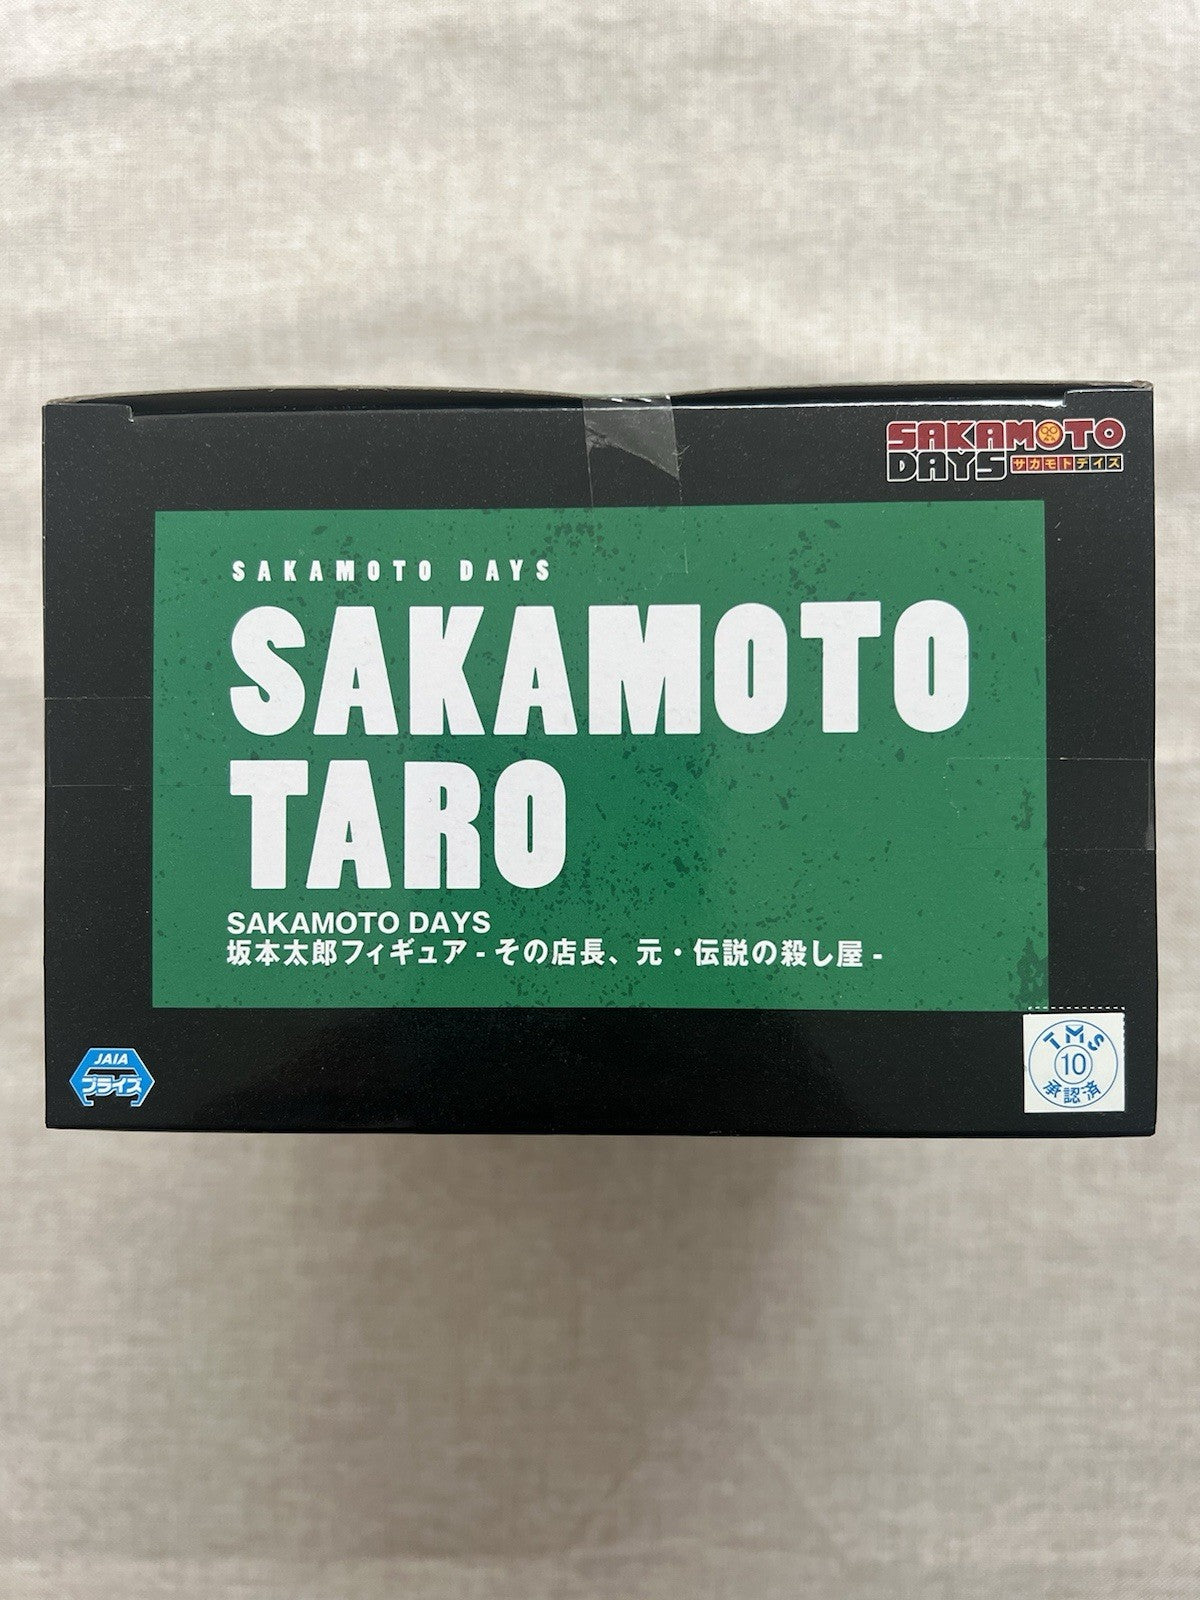 SAKAMOTO
DAYS サカモトデイズ
SAKAMOTO DAYS
SAKAMOTO
TARO
SAKAMOTO DAYS
坂本太郎フィギュア - その店長、元・伝説の殺し屋 -
JAIA
プライズ
TMS
10
承認済